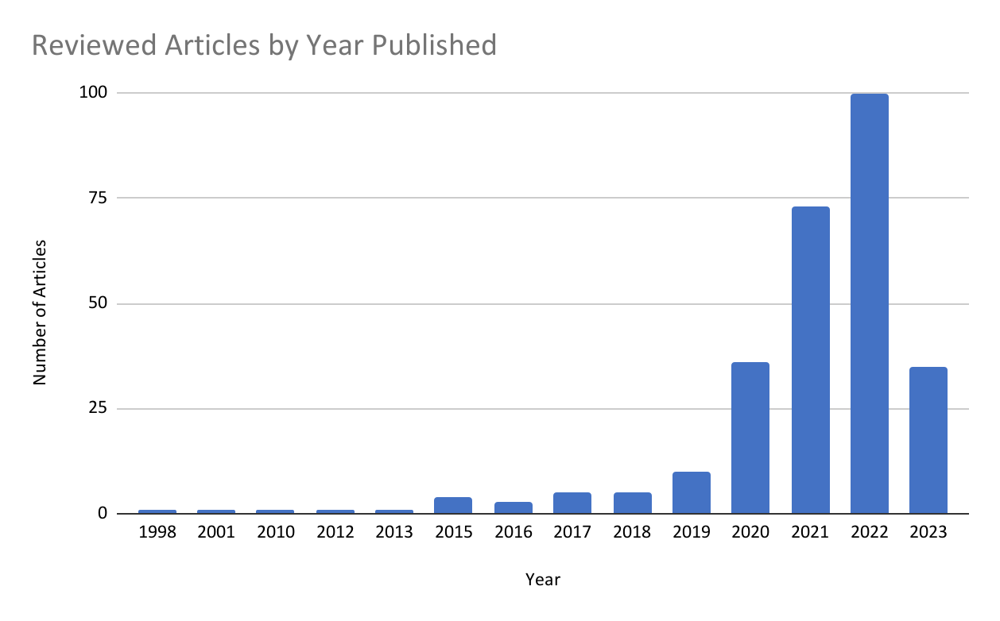 Reviewed Articles by Year Published
100
75
50
25
0
Number of Articles
1998 2001 2010 2012 2013 2015 2016 2017 2018 2019 2020 2021 2022 2023
Year